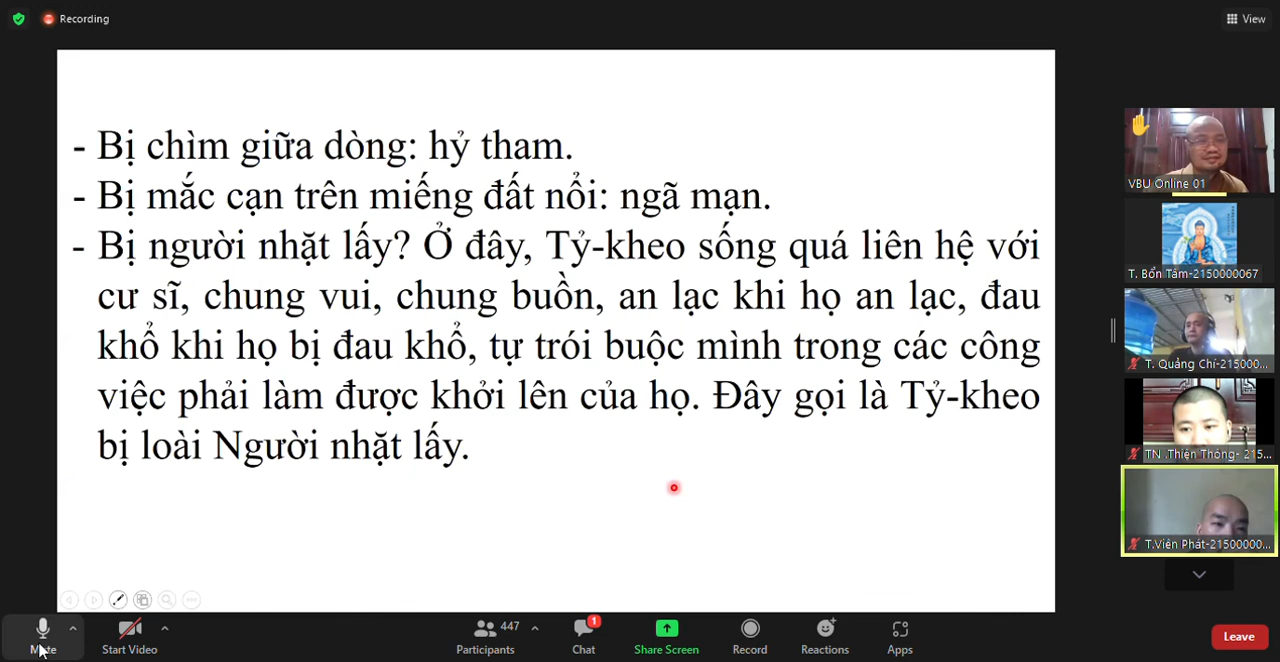 Recording
View
- Bị chìm giữa dòng: hỷ tham.
- Bị mắc cạn trên miếng đất nổi: ngã mạn.
- Bị người nhặt lấy? Ở đây, Tỷ-kheo sống quá liên hệ với
cư sĩ, chung vui, chung buồn, an lạc khi họ an lạc, đau
khổ khi họ bị đau khổ, tự trói buộc mình trong các công
việc phải làm được khởi lên của họ. Đây gọi là Tỷ-kheo
bị loài Người nhặt lấy.
VBU Online 01
T. Bổn Tâm-2150000067
T. Quảng Chí-215000...
TN .Thiện Thông- 215...
T.Viên Phát-21500000...
Mute
Start Video
447
Participants
1
Chat
Share Screen
Record
Reactions
Apps
Leave